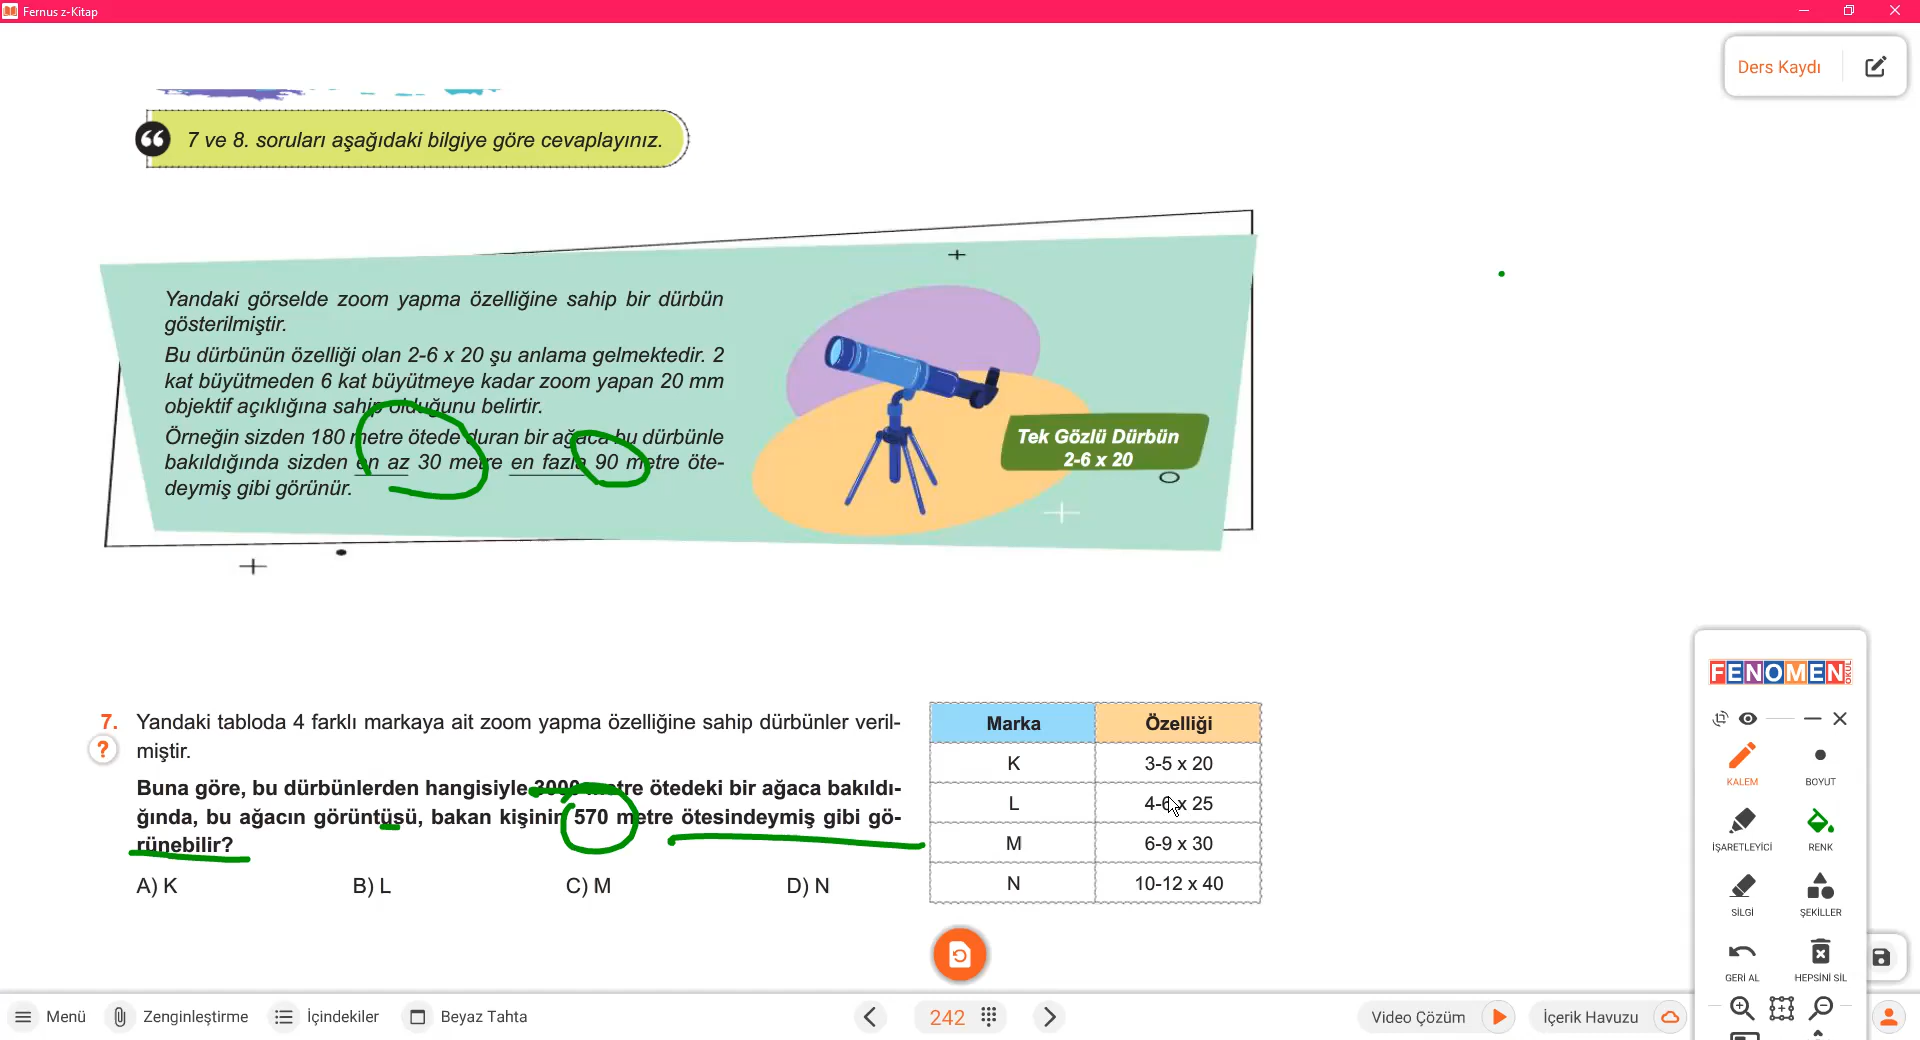 Fernus z-Kitap
Ders Kaydı
7 ve 8. soruları aşağıdaki bilgiye göre cevaplayınız.
Yandaki görselde zoom yapma özelliğine sahip bir dürbün
gösterilmiştir.
Bu dürbünün özelliği olan 2-6 x 20 şu anlama gelmektedir. 2
kat büyütmeden 6 kat büyütmeye kadar zoom yapan 20 mm
objektif açıklığına sahip olduğunu belirtir.
Örneğin sizden 180 metre ötede duran bir ağaca bu dürbünle
bakıldığında sizden en az 30 metre en fazla 90 metre öte-
deymiş gibi görünür.
Tek Gözlü Dürbün
2-6 x 20
7. Yandaki tabloda 4 farklı markaya ait zoom yapma özelliğine sahip dürbünler veril-
?
miştir.
Buna göre, bu dürbünlerden hangisiyle 3000 metre ötedeki bir ağaca bakıldı-
ğında, bu ağacın görüntüsü, bakan kişinin 570 metre ötesindeymiş gibi gö-
rünebilir?
A) K B) L C) M D) N
Marka Özelliği
K 3-5 x 20
L 4-6 x 25
M 6-9 x 30
N 10-12 x 40
FENOMEN OKUL
KALEM BOYUT
İŞARETLEYİCİ RENK
SİLGİ ŞEKİLLER
GERİ AL HEPSİNİ SİL
Menü Zenginleştirme İçindekiler Beyaz Tahta 242 Video Çözüm İçerik Havuzu